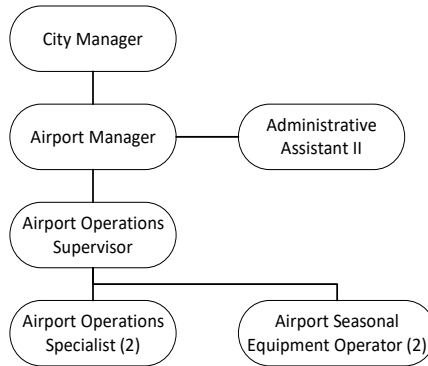 City Manager
Airport Manager
Administrative
Assistant II
Airport Operations
Supervisor
Airport Operations
Specialist (2)
Airport Seasonal
Equipment Operator (2)